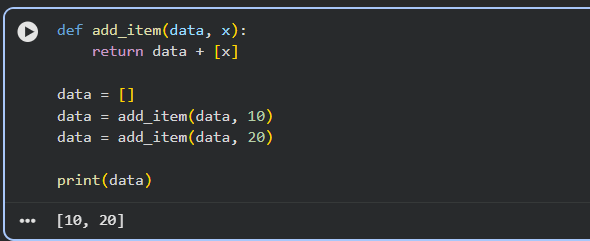 def add_item(data, x):
    return data + [x]
data = []
data = add_item(data, 10)
data = add_item(data, 20)
print(data)
[10, 20]